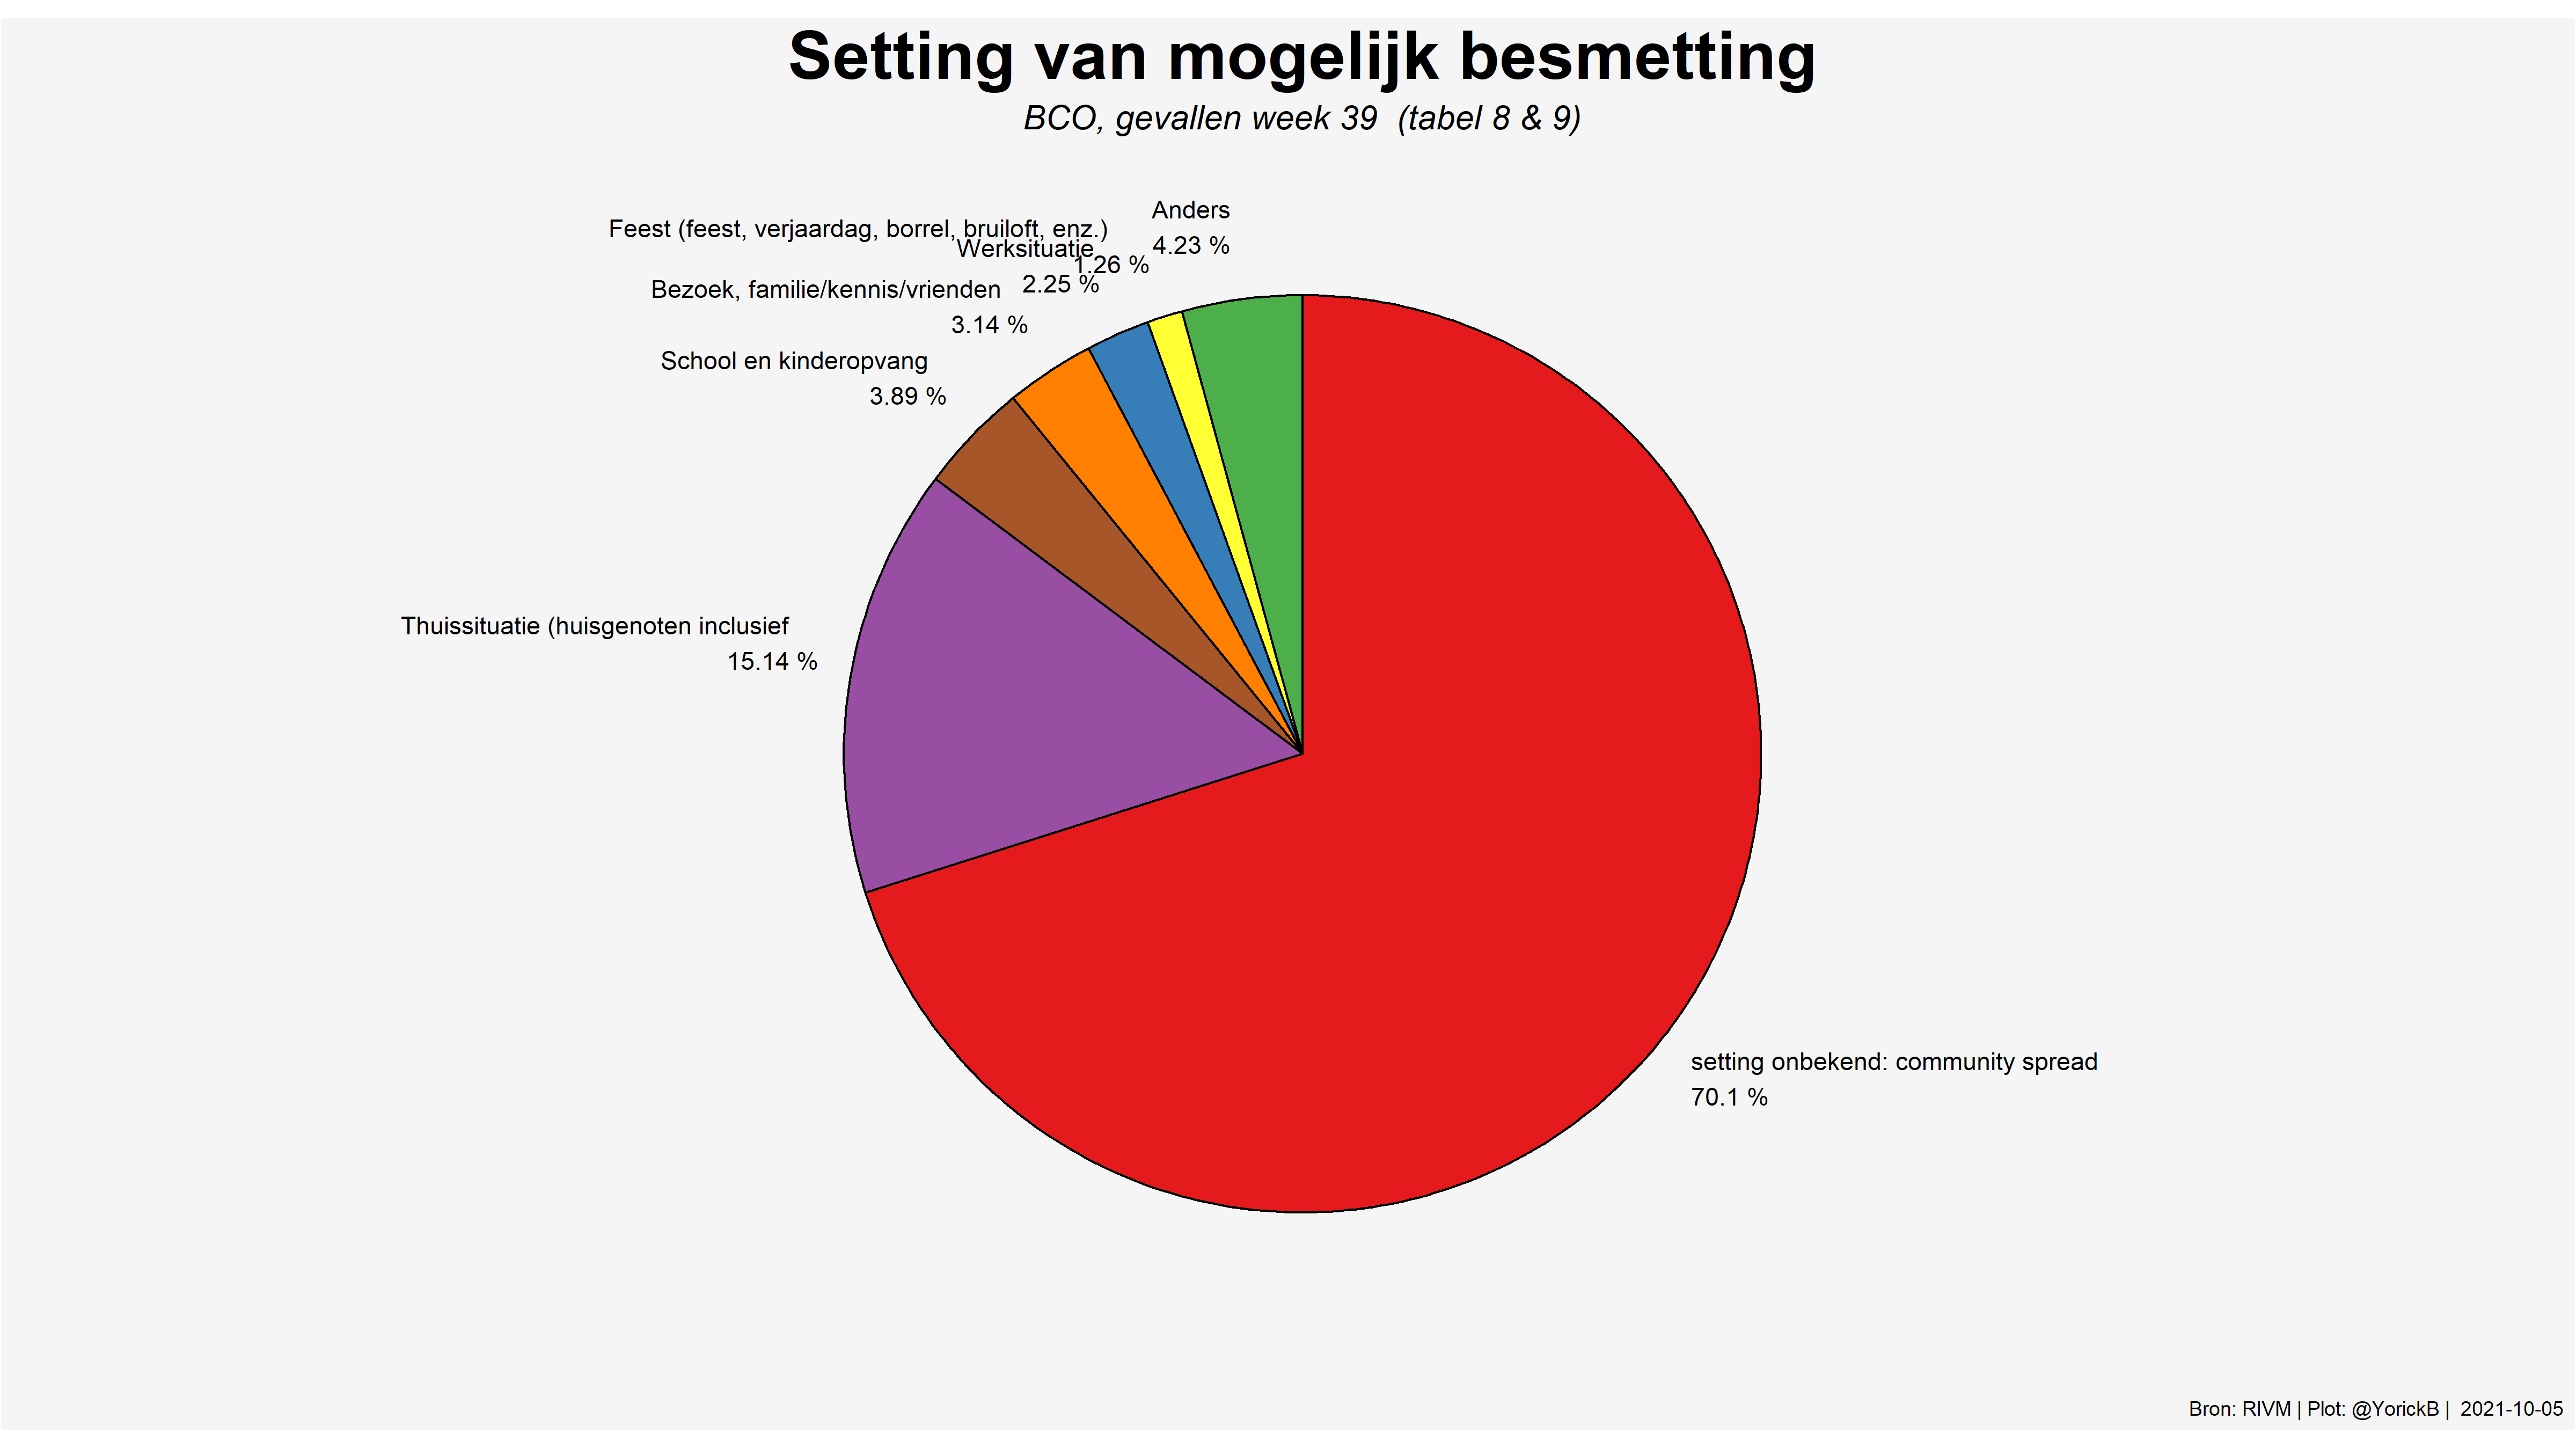 Setting van mogelijk besmetting
BCO, gevallen week 39 (tabel 8 & 9)
Anders
4.23 %
Feest (feest, verjaardag, borrel, bruiloft, enz.)
1.26 %
Werksituatie
2.25 %
Bezoek, familie/kennis/vrienden
3.14 %
School en kinderopvang
3.89 %
Thuissituatie (huisgenoten inclusief
15.14 %
setting onbekend: community spread
70.1 %
Bron: RIVM | Plot: @YorickB | 2021-10-05